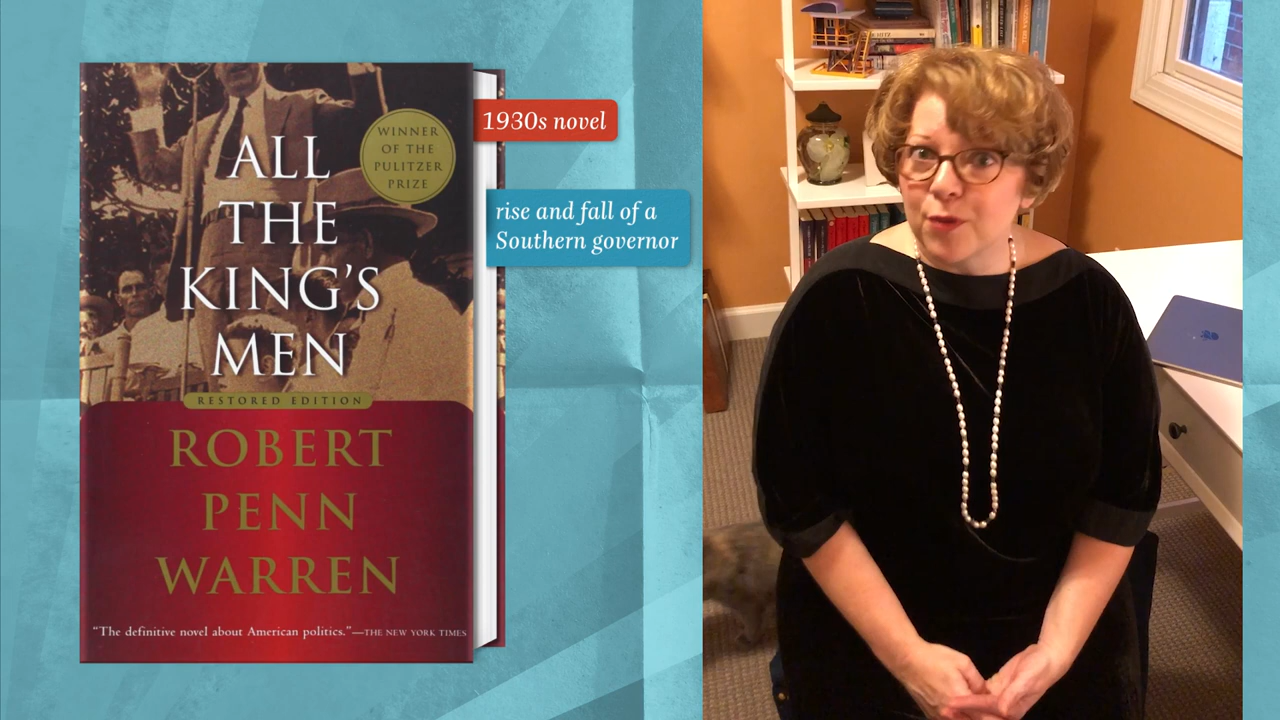 WINNER
OF THE
PULITZER
PRIZE
ALL
THE
KING'S
MEN
RESTORED EDITION
ROBERT
PENN
WARREN
"The definitive novel about American politics."—THE NEW YORK TIMES
1930s novel
rise and fall of a
Southern governor